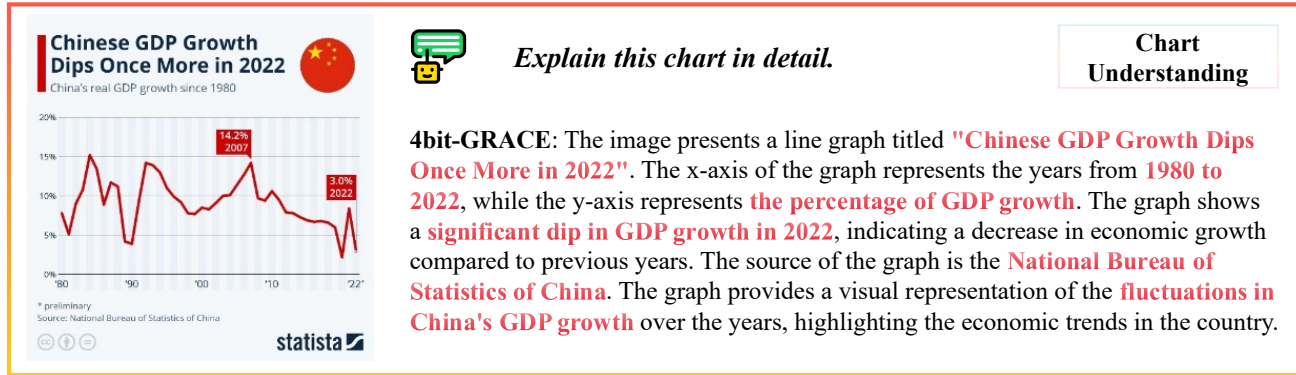 Chinese GDP Growth
Dips Once More in 2022
China's real GDP growth since 1980
20%
15%
10%
5%
0%
14.2%
2007
3.0%
2022
'80
'90
'00
'10
'22*
* preliminary
Source: National Bureau of Statistics of China
statista
Explain this chart in detail.
Chart
Understanding
4bit-GRACE: The image presents a line graph titled "Chinese GDP Growth Dips
Once More in 2022". The x-axis of the graph represents the years from 1980 to
2022, while the y-axis represents the percentage of GDP growth. The graph shows
a significant dip in GDP growth in 2022, indicating a decrease in economic growth
compared to previous years. The source of the graph is the National Bureau of
Statistics of China. The graph provides a visual representation of the fluctuations in
China's GDP growth over the years, highlighting the economic trends in the country.